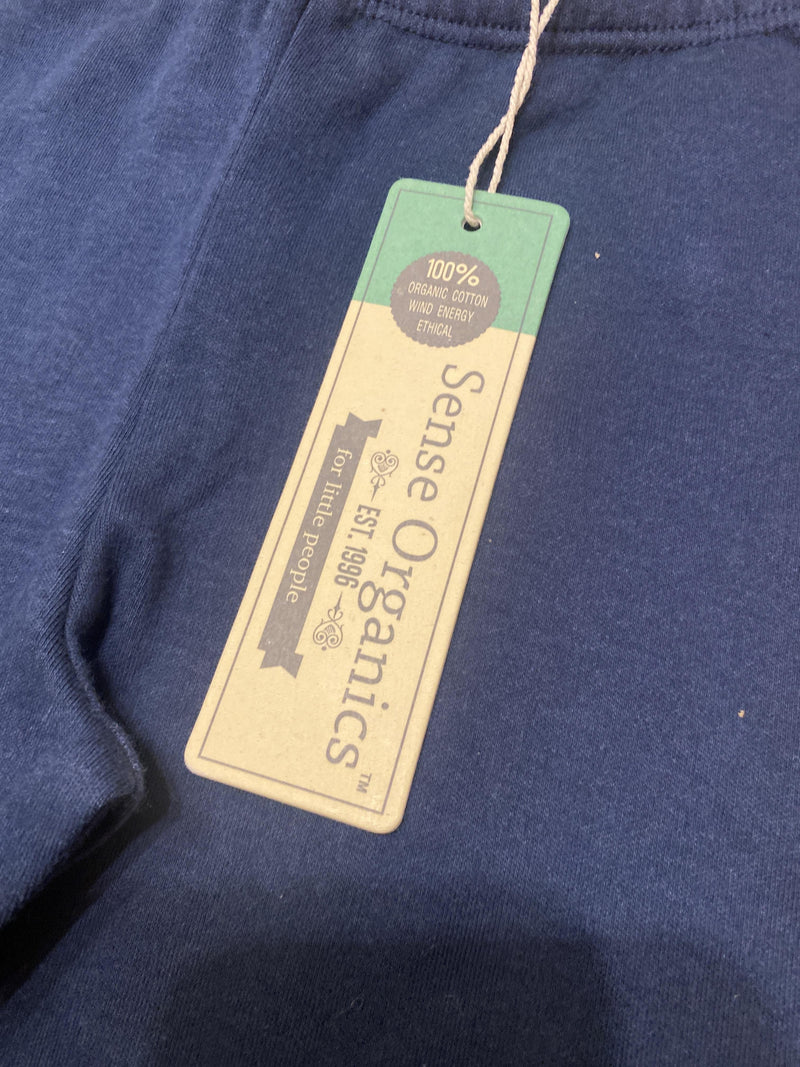 100%
ORGANIC COTTON
WIND ENERGY
ETHICAL
Sense Organics™
EST. 1996
for little people